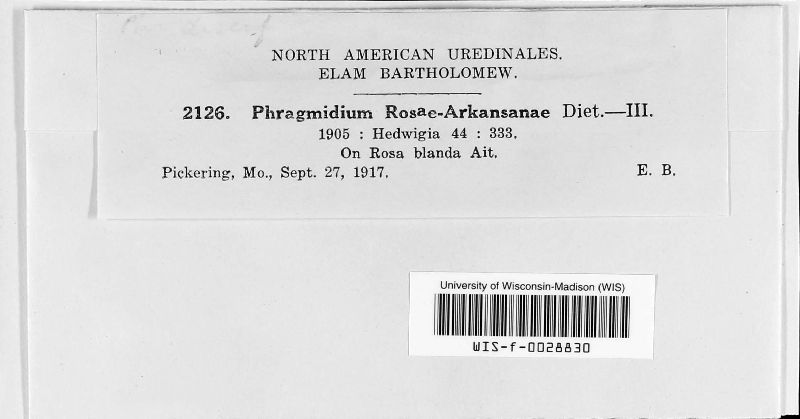 NORTH AMERICAN UREDINALES.
ELAM BARTHOLOMEW.
2126. Phragmidium Rosae-Arkansanae Diet.—III.
1905 : Hedwigia 44 : 333.
On Rosa blanda Ait.
Pickering, Mo., Sept. 27, 1917. E. B.
University of Wisconsin-Madison (WIS)
WIS-f-0028830